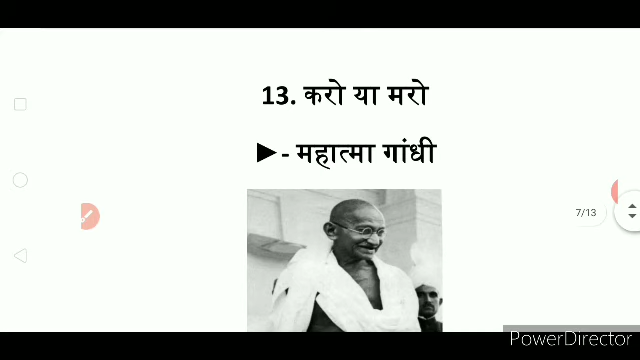 13. करो या मरो
►- महात्मा गांधी
7/13
PowerDirector